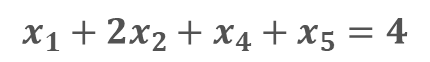 x₁ + 2x₂ + x₄ + x₅ = 4